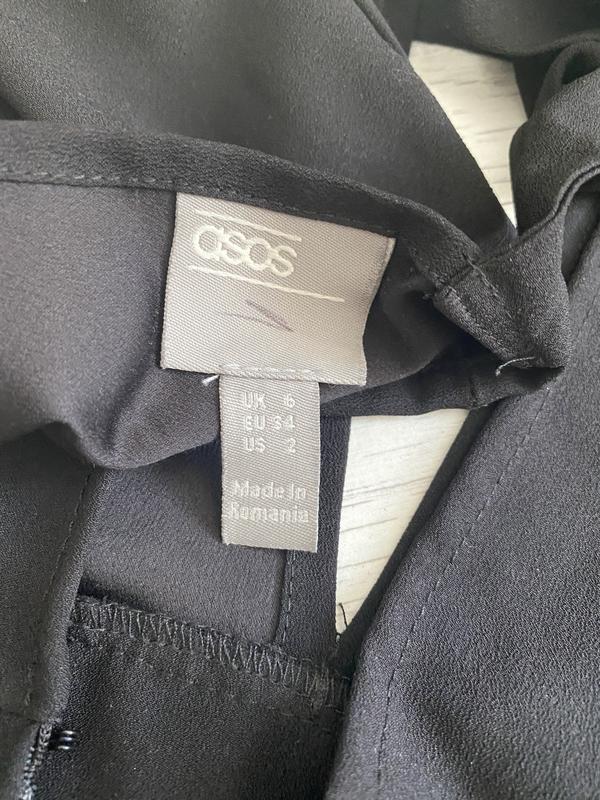 asos
UK 6
EU 34
US 2
Made In
Romania